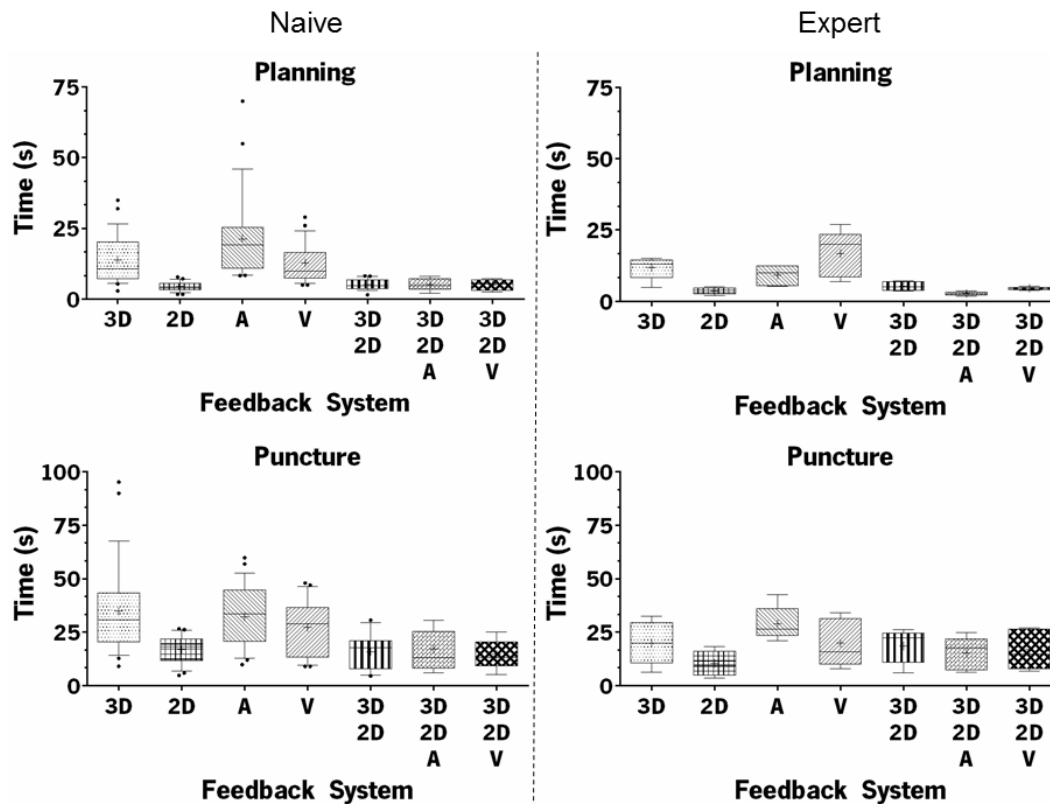 Naive
Expert
Planning
Time (s)
75
50
25
0
3D 2D A V 3D 3D 3D
2D 2D 2D
A V
Feedback System
Planning
Time (s)
75
50
25
0
3D 2D A V 3D 3D 3D
2D 2D 2D
A V
Feedback System
Puncture
Time (s)
100
75
50
25
0
3D 2D A V 3D 3D 3D
2D 2D 2D
A V
Feedback System
Puncture
Time (s)
100
75
50
25
0
3D 2D A V 3D 3D 3D
2D 2D 2D
A V
Feedback System